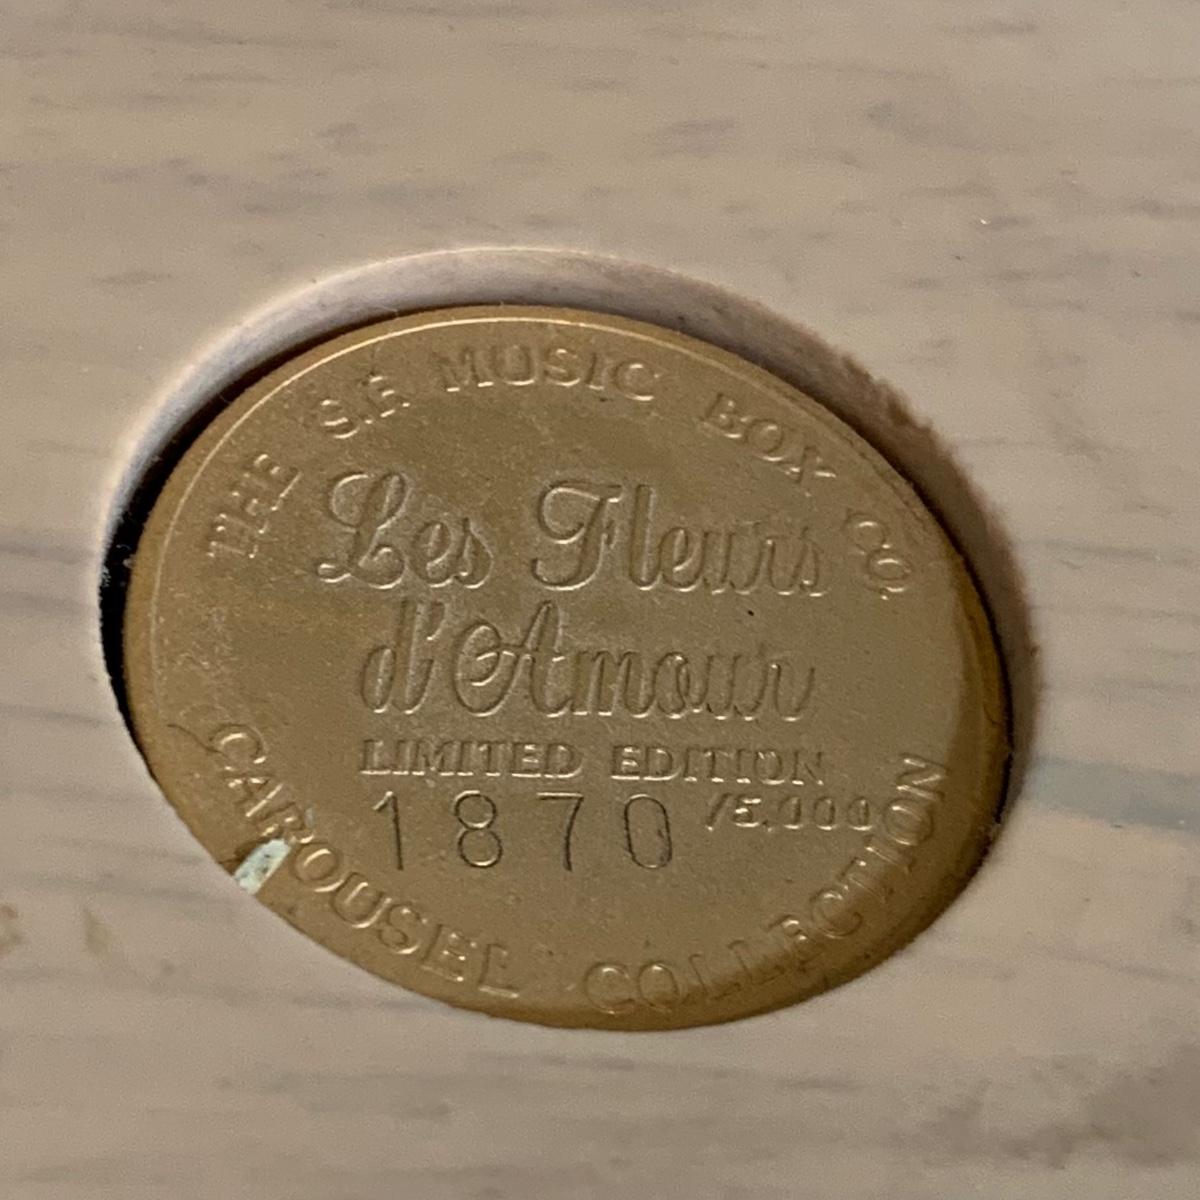 THE S.F. MUSIC BOX CO.
Les Fleurs
d'Amour
LIMITED EDITION
1870 /5,000
CAROUSEL COLLECTION